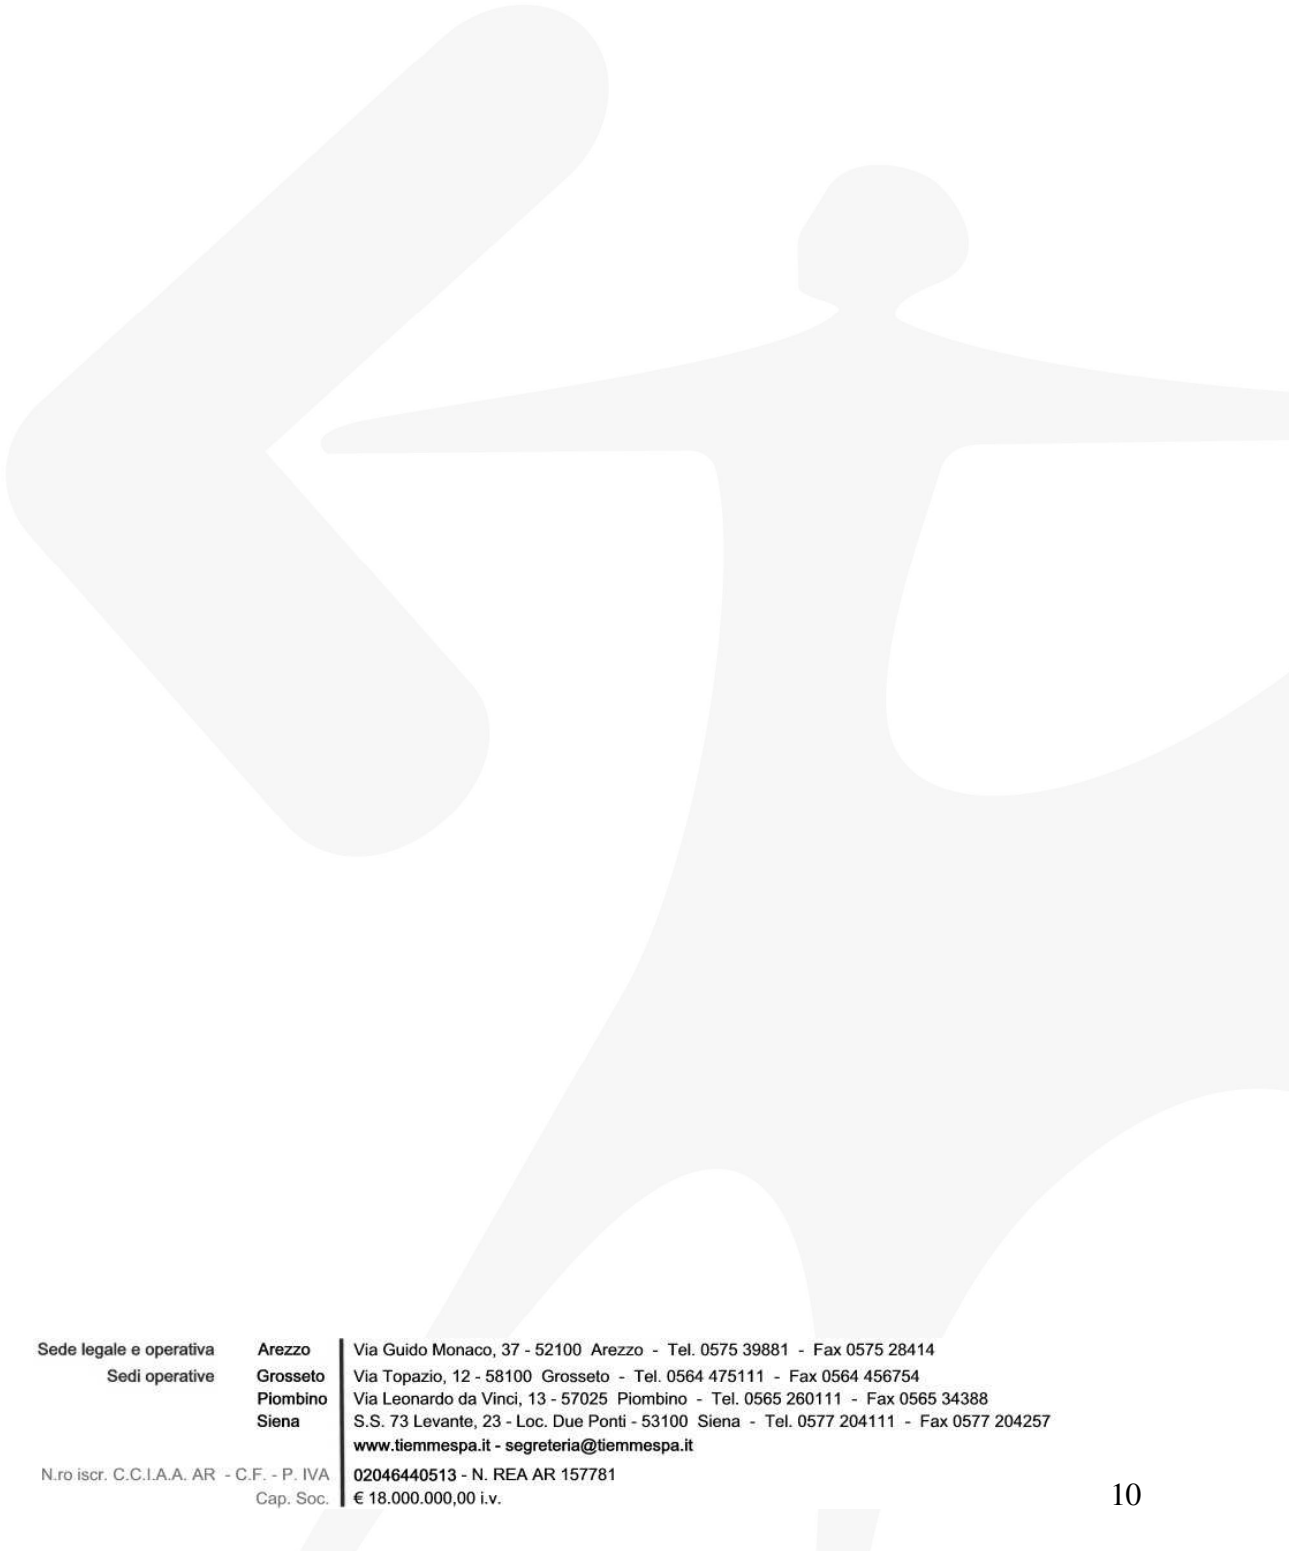 Sede legale e operativa Arezzo Via Guido Monaco, 37 - 52100 Arezzo - Tel. 0575 39881 - Fax 0575 28414
Sedi operative Grosseto Via Topazio, 12 - 58100 Grosseto - Tel. 0564 475111 - Fax 0564 456754
Piombino Via Leonardo da Vinci, 13 - 57025 Piombino - Tel. 0565 260111 - Fax 0565 34388
Siena S.S. 73 Levante, 23 - Loc. Due Ponti - 53100 Siena - Tel. 0577 204111 - Fax 0577 204257
www.tiemmespa.it - segreteria@tiemmespa.it
N.ro iscr. C.C.I.A.A. AR - C.F. - P. IVA 02046440513 - N. REA AR 157781
Cap. Soc. € 18.000.000,00 i.v.
10